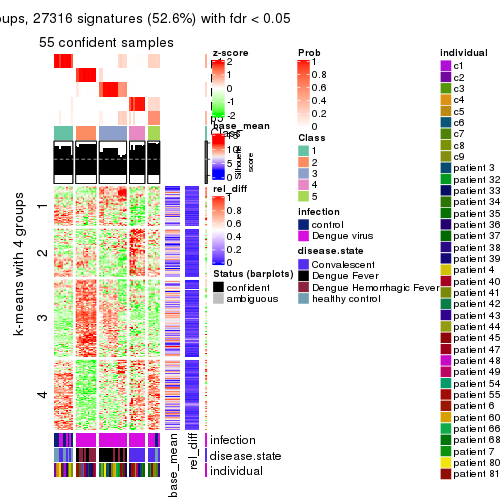 oups, 27316 signatures (52.6%) with fdr < 0.05
55 confident samples
k-means with 4 groups
1
2
3
4
base_mean
rel_diff
infection
disease.state
individual
z-score
2
1
0
-1
-2
base_mean
0
Silhouette
score
rel_diff
1
0.8
0.6
0.4
0.2
0
Status (barplots)
confident
ambiguous
Prob
1
0.8
0.6
0.4
0.2
0
Class
1
2
3
4
5
infection
control
Dengue virus
disease.state
Convalescent
Dengue Fever
Dengue Hemorrhagic Fever
healthy control
individual
c1
c2
c3
c4
c5
c6
c7
c8
c9
patient 3
patient 32
patient 33
patient 34
patient 35
patient 36
patient 37
patient 38
patient 39
patient 4
patient 40
patient 41
patient 42
patient 43
patient 44
patient 45
patient 47
patient 48
patient 49
patient 54
patient 55
patient 6
patient 60
patient 66
patient 68
patient 7
patient 80
patient 81